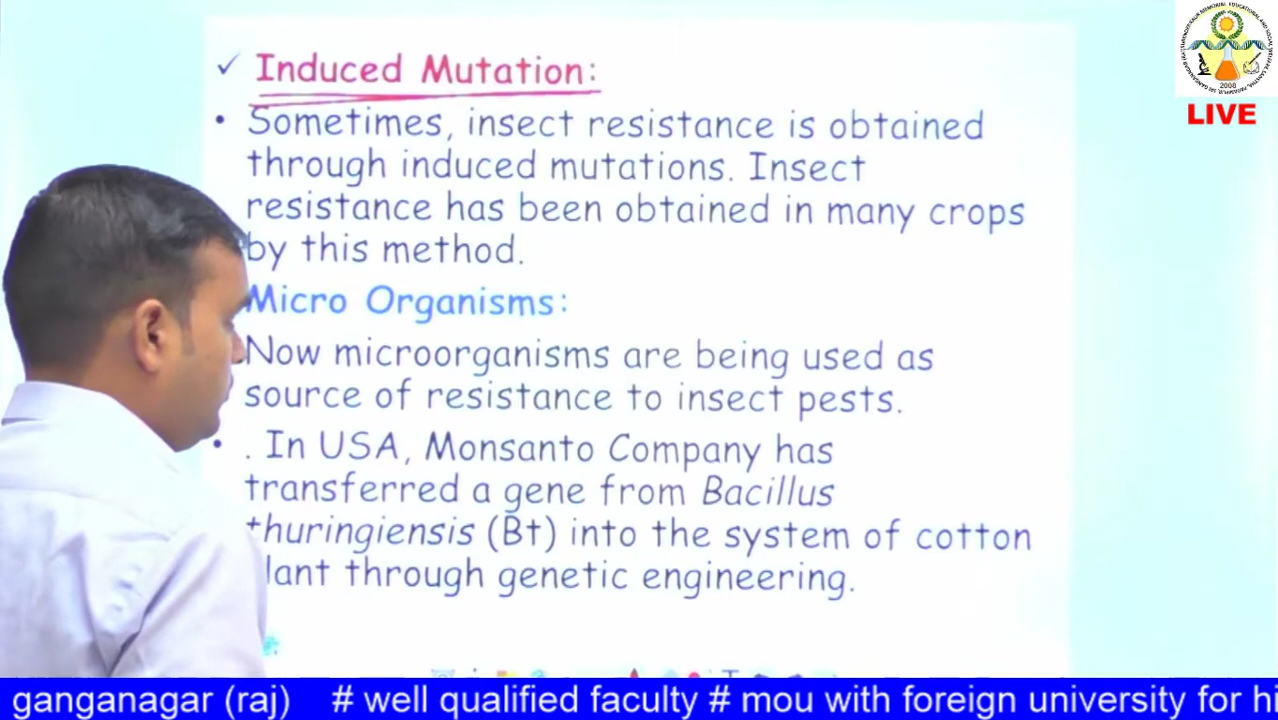 Induced Mutation:
Sometimes, insect resistance is obtained
through induced mutations. Insect
resistance has been obtained in many crops
by this method.
Micro Organisms:
Now microorganisms are being used as
source of resistance to insect pests.
. In USA, Monsanto Company has
transferred a gene from Bacillus
thuringiensis (Bt) into the system of cotton
lant through genetic engineering.
2008
LIVE
ganganagar (raj) # well qualified faculty # mou with foreign university for hi